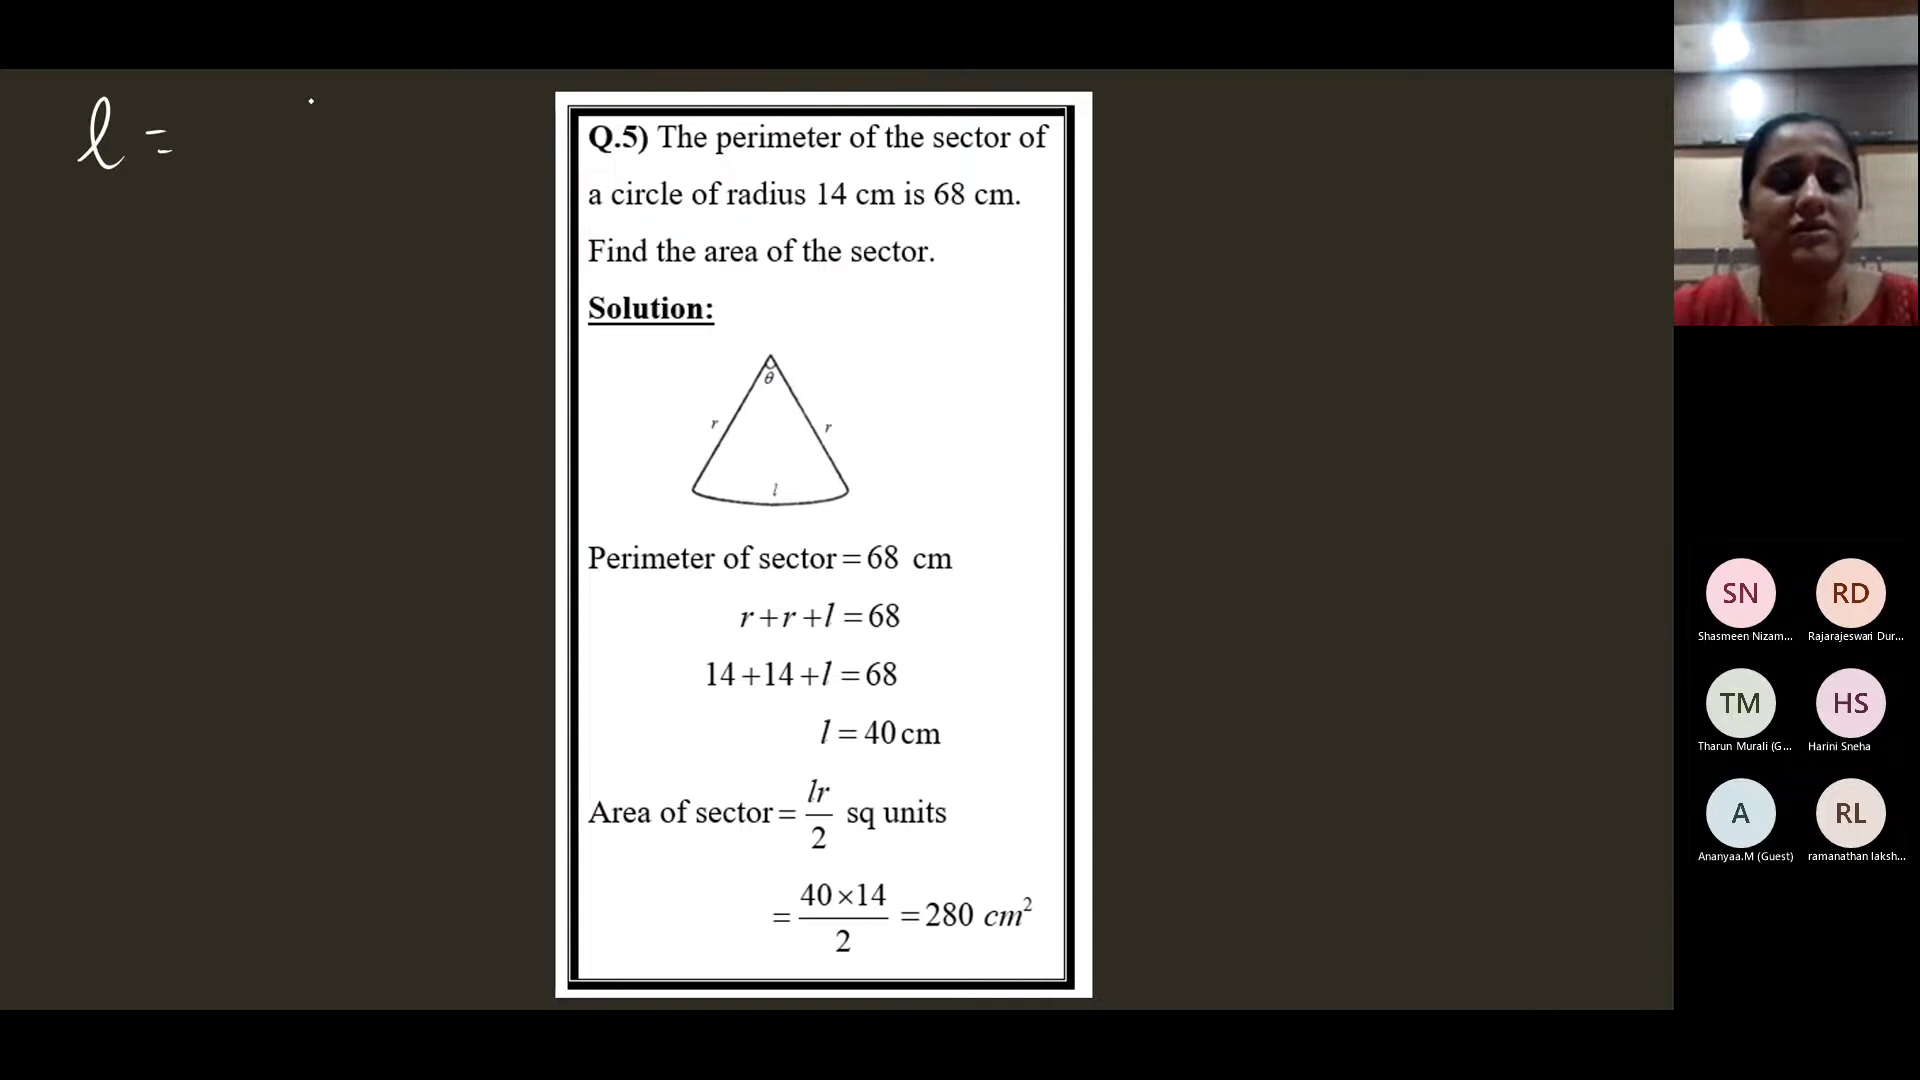 l =
Q.5) The perimeter of the sector of
a circle of radius 14 cm is 68 cm.
Find the area of the sector.
Solution:
θ
r r
l
Perimeter of sector = 68 cm
r + r + l = 68
14 + 14 + l = 68
l = 40 cm
Area of sector = lr/2 sq units
= 40×14/2 = 280 cm²
SN RD
Shasmeen Nizam... Rajarajeswari Dur...
TM HS
Tharun Murali (G... Harini Sneha
A RL
Ananyaa.M (Guest) ramanathan laksh...